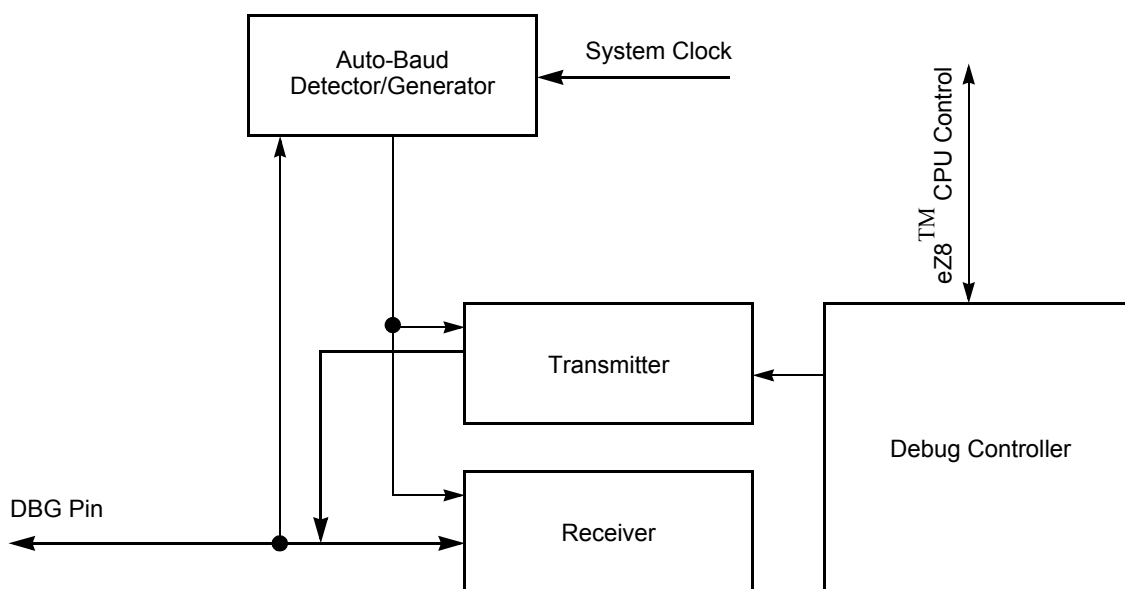 Auto-Baud
Detector/Generator
System Clock
eZ8™ CPU Control
Transmitter
Debug Controller
DBG Pin
Receiver